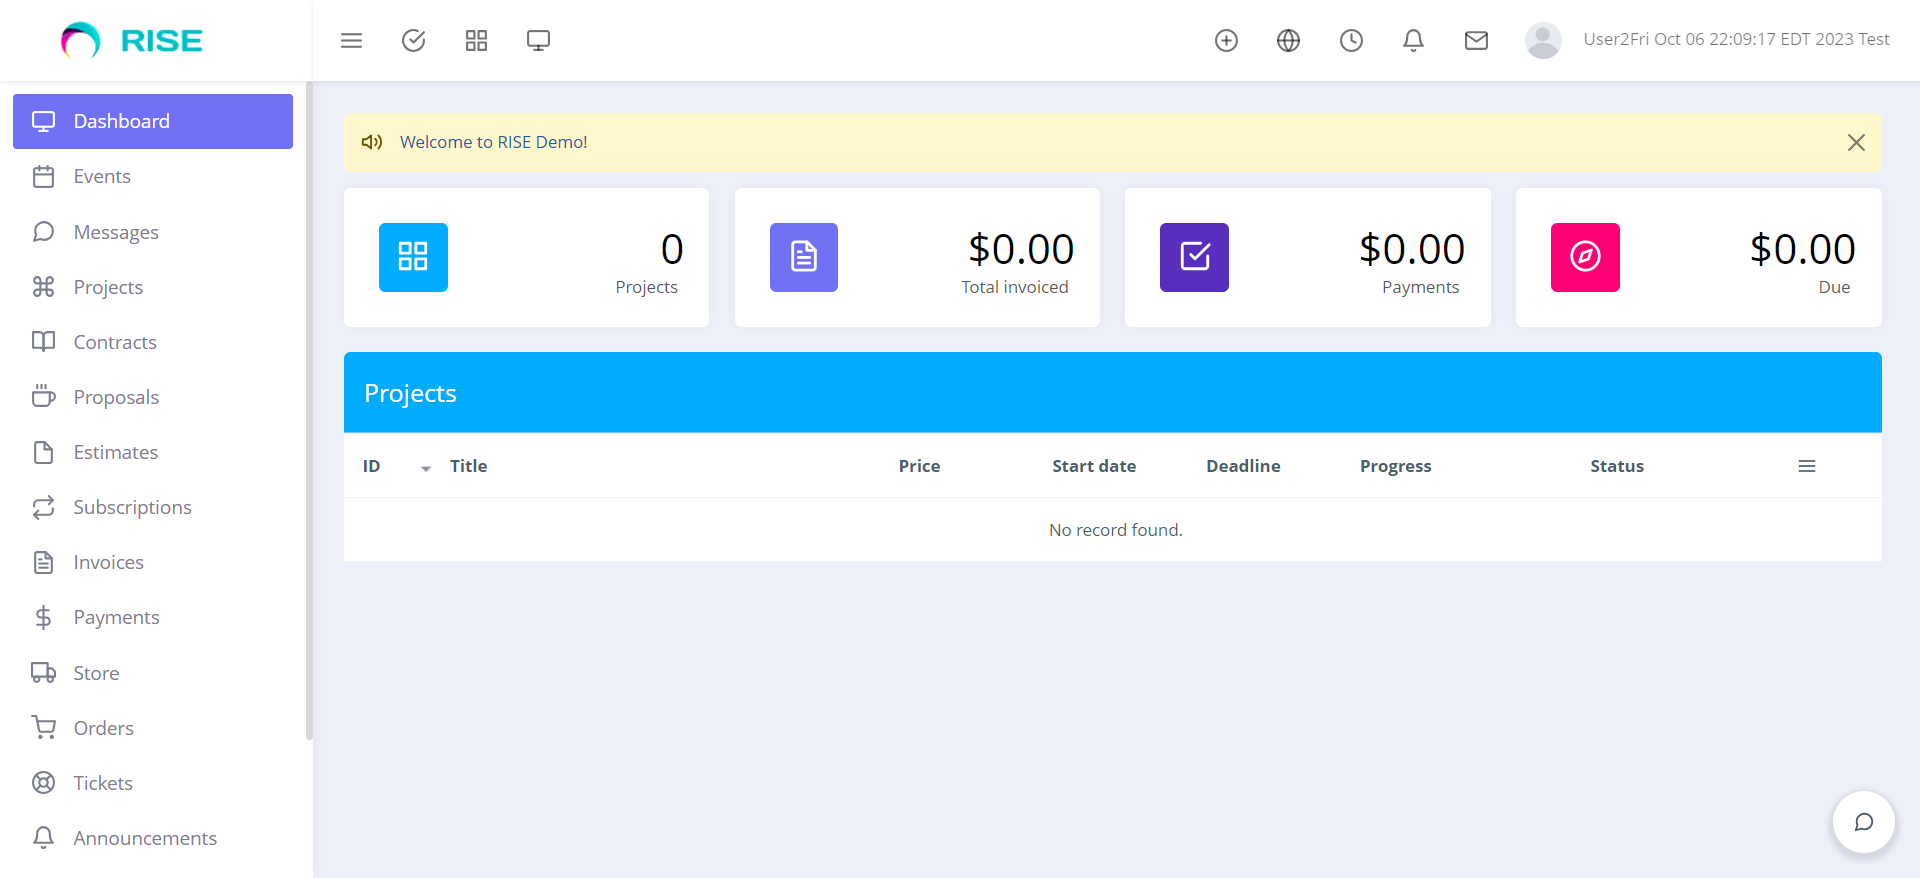 RISE
User2Fri Oct 06 22:09:17 EDT 2023 Test
Dashboard
Events
Messages
Projects
Contracts
Proposals
Estimates
Subscriptions
Invoices
Payments
Store
Orders
Tickets
Announcements
Welcome to RISE Demo!
0
Projects
$0.00
Total invoiced
$0.00
Payments
$0.00
Due
Projects
ID Title Price Start date Deadline Progress Status
No record found.